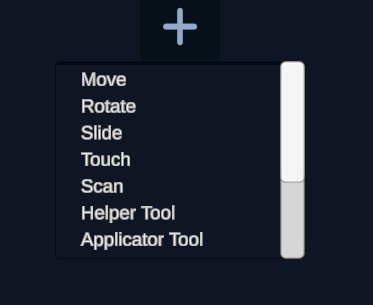 Move
Rotate
Slide
Touch
Scan
Helper Tool
Applicator Tool